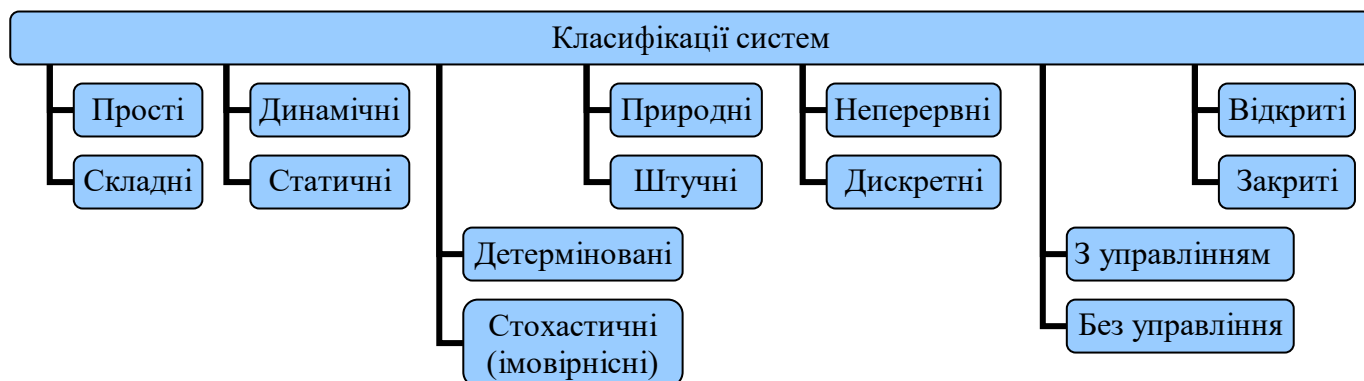 Класифікації систем
Прості
Складні
Динамічні
Статичні
Детерміновані
Стохастичні
(імовірнісні)
Природні
Штучні
Неперервні
Дискретні
З управлінням
Без управління
Відкриті
Закриті